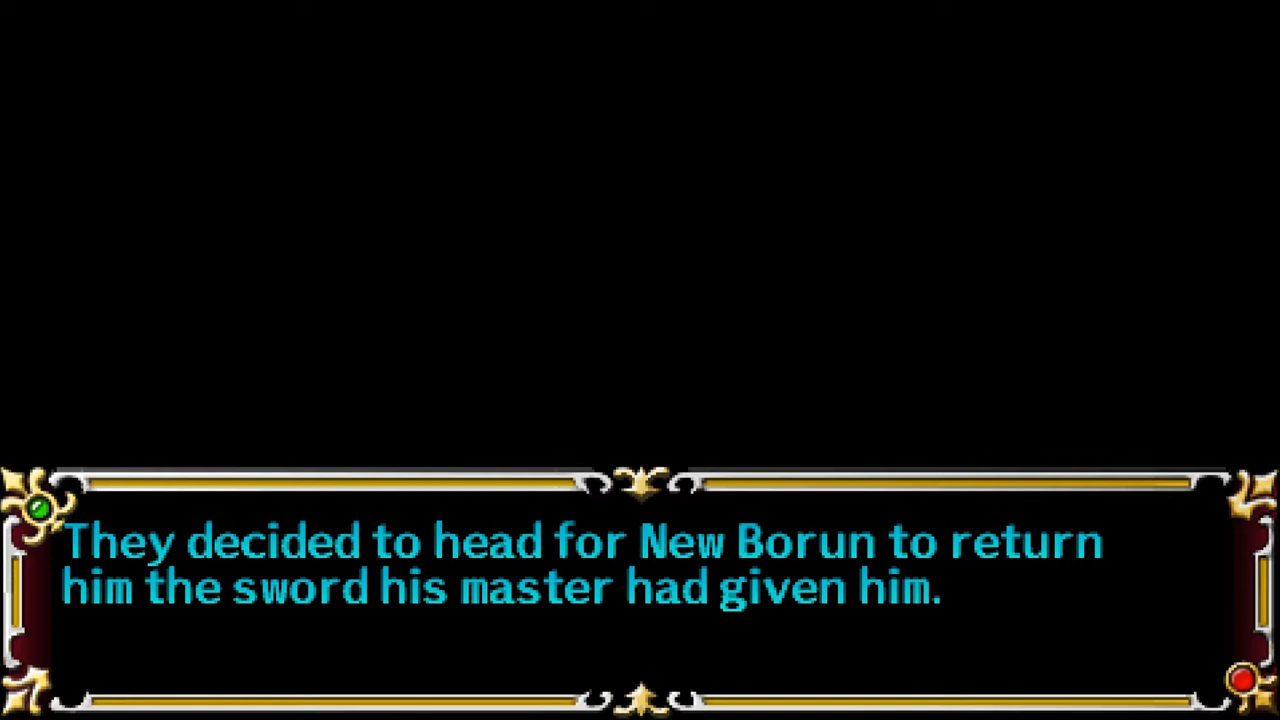 They decided to head for New Borun to return
him the sword his master had given him.